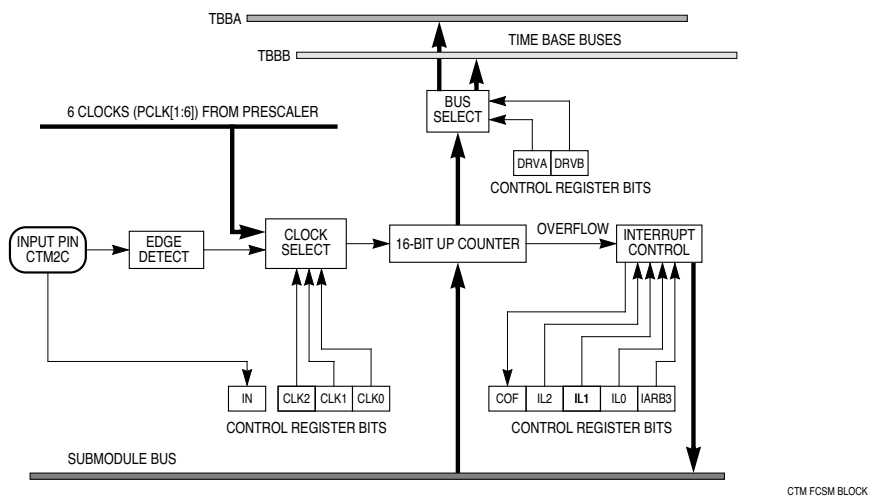 TBBA
TIME BASE BUSES
TBBB
6 CLOCKS (PCLK[1:6]) FROM PRESCALER
BUS
SELECT
DRVA DRVB
CONTROL REGISTER BITS
INPUT PIN
CTM2C
EDGE
DETECT
CLOCK
SELECT
16-BIT UP COUNTER
OVERFLOW
INTERRUPT
CONTROL
IN
CLK2 CLK1 CLK0
CONTROL REGISTER BITS
COF IL2 IL1 IL0 IARB3
CONTROL REGISTER BITS
SUBMODULE BUS
CTM FCSM BLOCK